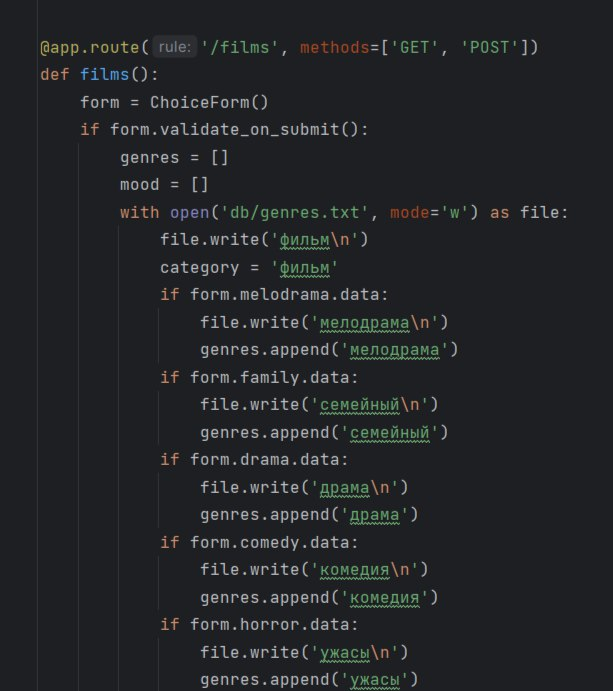 @app.route( rule: '/films', methods=['GET', 'POST'])
def films():
    form = ChoiceForm()
    if form.validate_on_submit():
        genres = []
        mood = []
        with open('db/genres.txt', mode='w') as file:
            file.write('фильм\n')
            category = 'фильм'
            if form.melodrama.data:
                file.write('мелодрама\n')
                genres.append('мелодрама')
            if form.family.data:
                file.write('семейный\n')
                genres.append('семейный')
            if form.drama.data:
                file.write('драма\n')
                genres.append('драма')
            if form.comedy.data:
                file.write('комедия\n')
                genres.append('комедия')
            if form.horror.data:
                file.write('ужасы\n')
                genres.append('ужасы')